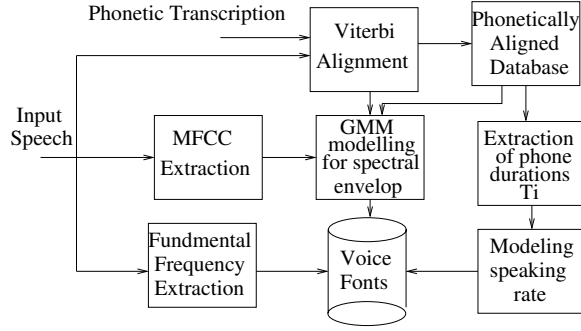 Phonetic Transcription
Viterbi
Alignment
Phonetically
Aligned
Database
Input
Speech
MFCC
Extraction
GMM
modelling
for spectral
envelop
Extraction
of phone
durations
Ti
Fundmental
Frequency
Extraction
Voice
Fonts
Modeling
speaking
rate